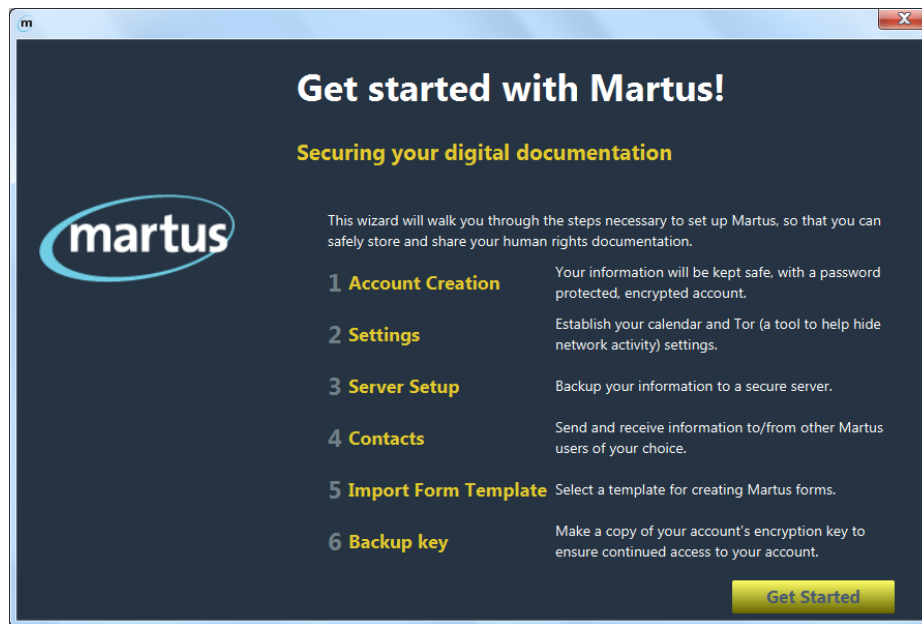 m
X
Get started with Martus!
Securing your digital documentation
martus
This wizard will walk you through the steps necessary to set up Martus, so that you can
safely store and share your human rights documentation.
1 Account Creation
Your information will be kept safe, with a password
protected, encrypted account.
2 Settings
Establish your calendar and Tor (a tool to help hide
network activity) settings.
3 Server Setup
Backup your information to a secure server.
4 Contacts
Send and receive information to/from other Martus
users of your choice.
5 Import Form Template
Select a template for creating Martus forms.
6 Backup key
Make a copy of your account's encryption key to
ensure continued access to your account.
Get Started